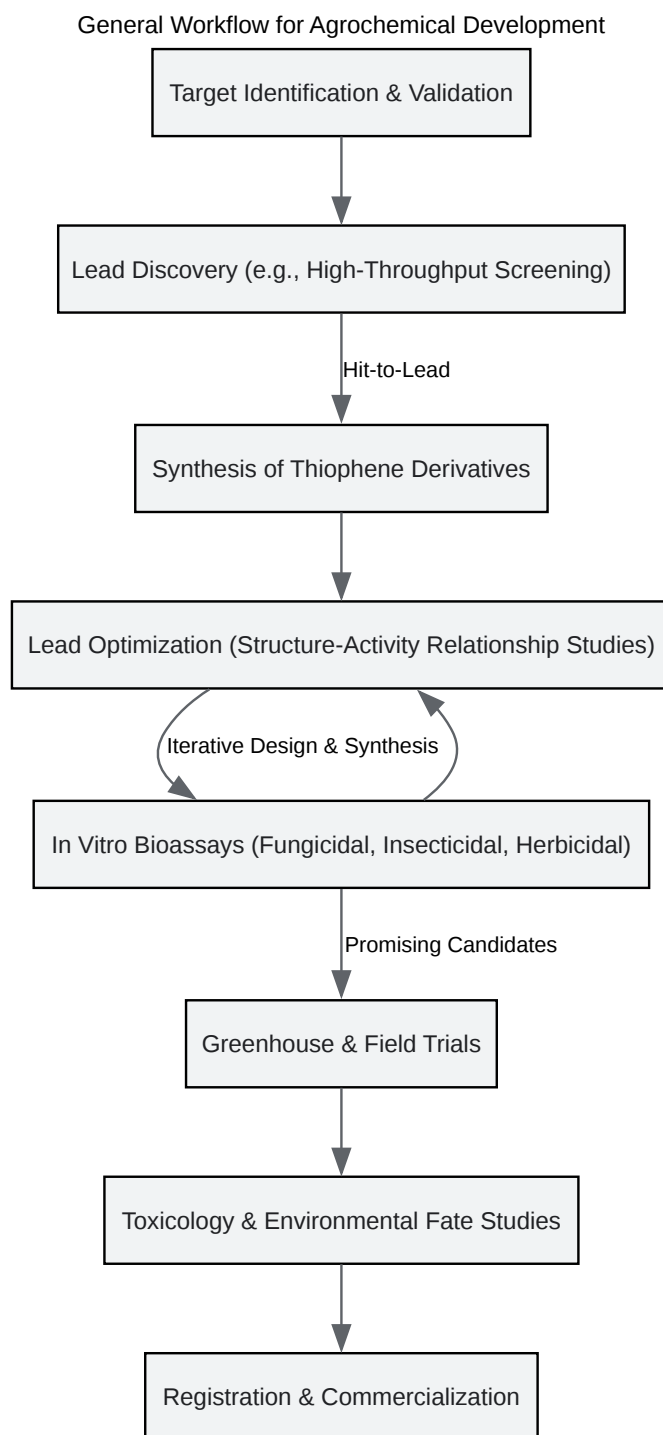 General Workflow for Agrochemical Development
Target Identification & Validation
Lead Discovery (e.g., High-Throughput Screening)
Hit-to-Lead
Synthesis of Thiophene Derivatives
Lead Optimization (Structure-Activity Relationship Studies)
Iterative Design & Synthesis
In Vitro Bioassays (Fungicidal, Insecticidal, Herbicidal)
Promising Candidates
Greenhouse & Field Trials
Toxicology & Environmental Fate Studies
Registration & Commercialization